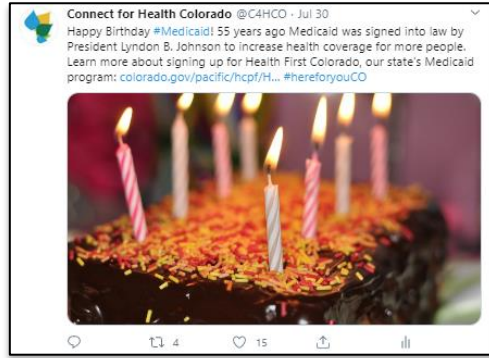 Connect for Health Colorado @C4HCO · Jul 30
Happy Birthday #Medicaid! 55 years ago Medicaid was signed into law by
President Lyndon B. Johnson to increase health coverage for more people.
Learn more about signing up for Health First Colorado, our state's Medicaid
program: colorado.gov/pacific/hcpf/H... #hereforyouCO
4 15